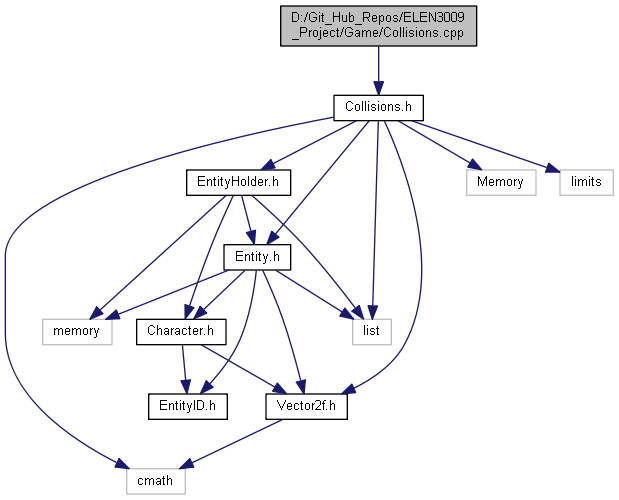 D:/Git_Hub_Repos/ELEN3009
_Project/Game/Collisions.cpp
Collisions.h
EntityHolder.h
Memory
limits
Entity.h
memory
Character.h
list
EntityID.h
Vector2f.h
cmath